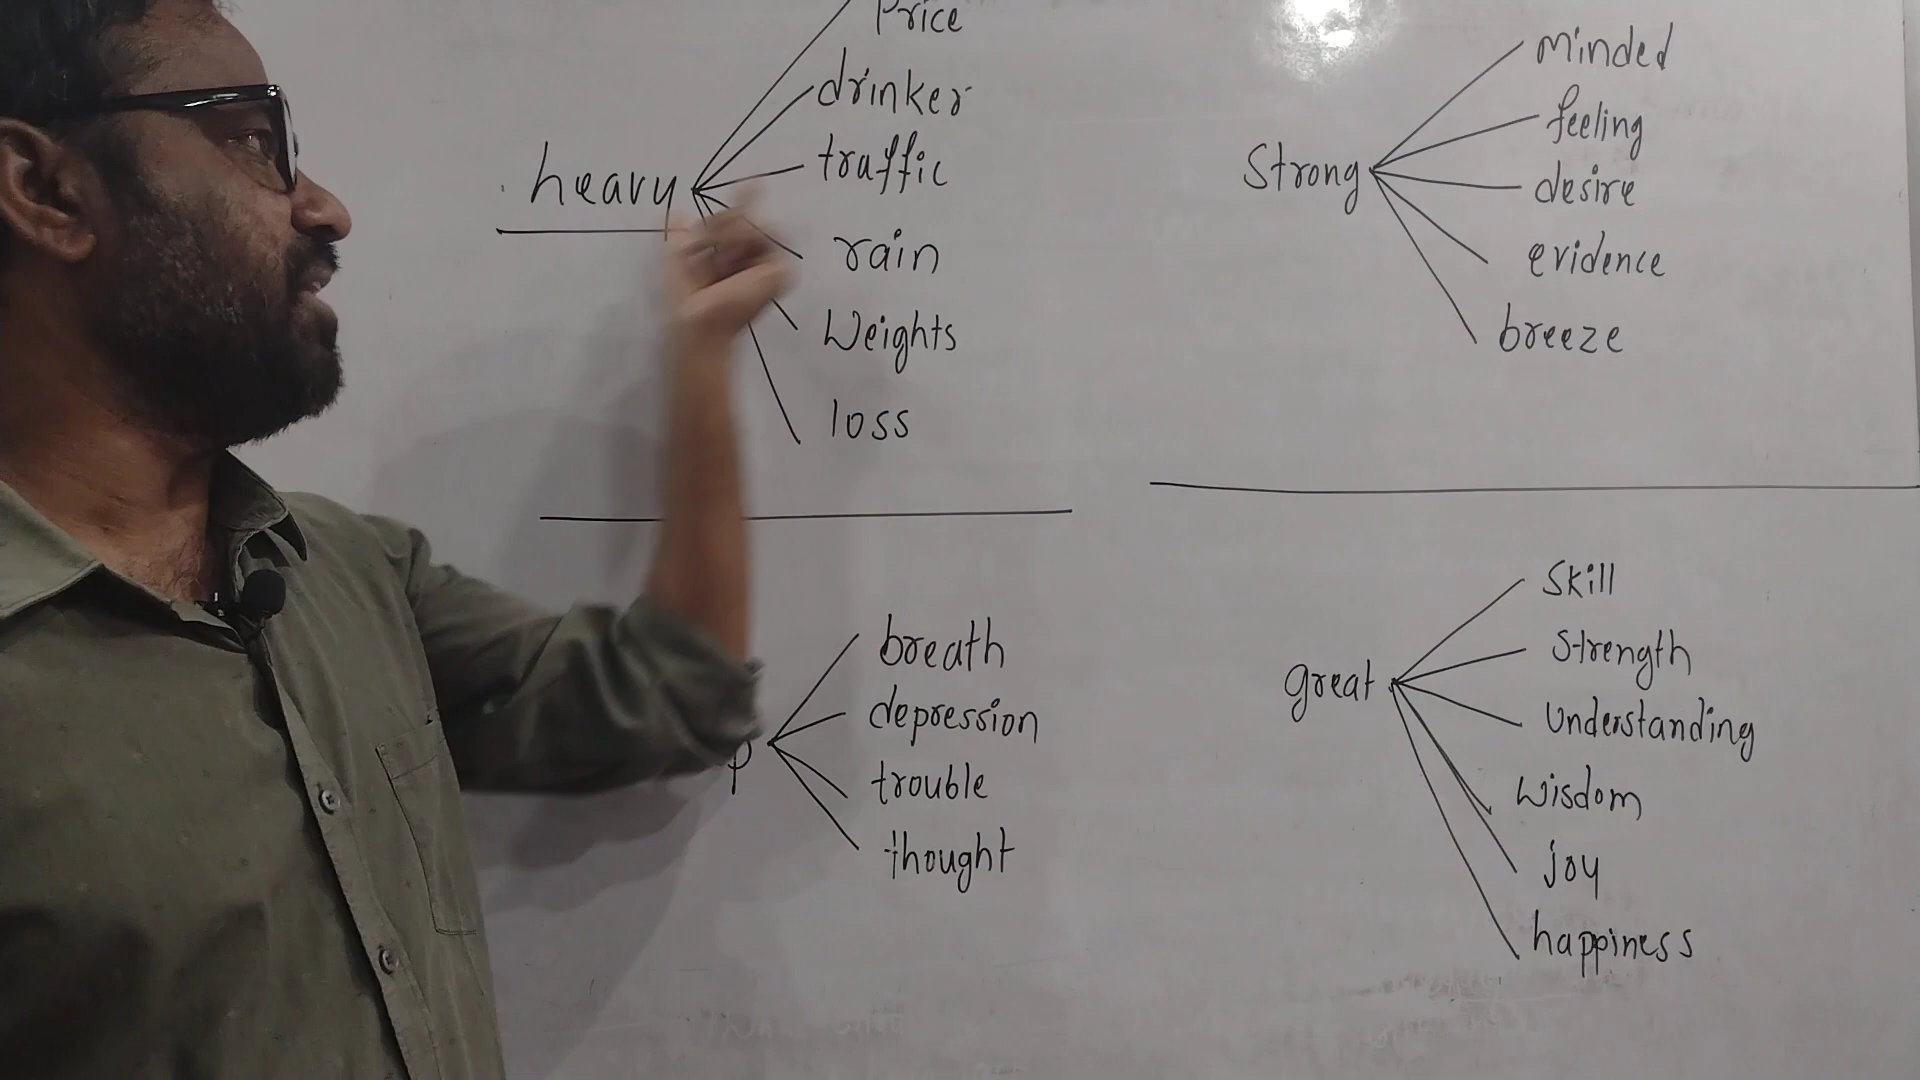 Price
drinker
traffic
heavy
rain
Weights
loss
minded
feeling
Strong
desire
evidence
breeze
breath
depression
p
trouble
thought
Skill
Strength
great
Understanding
Wisdom
joy
happiness